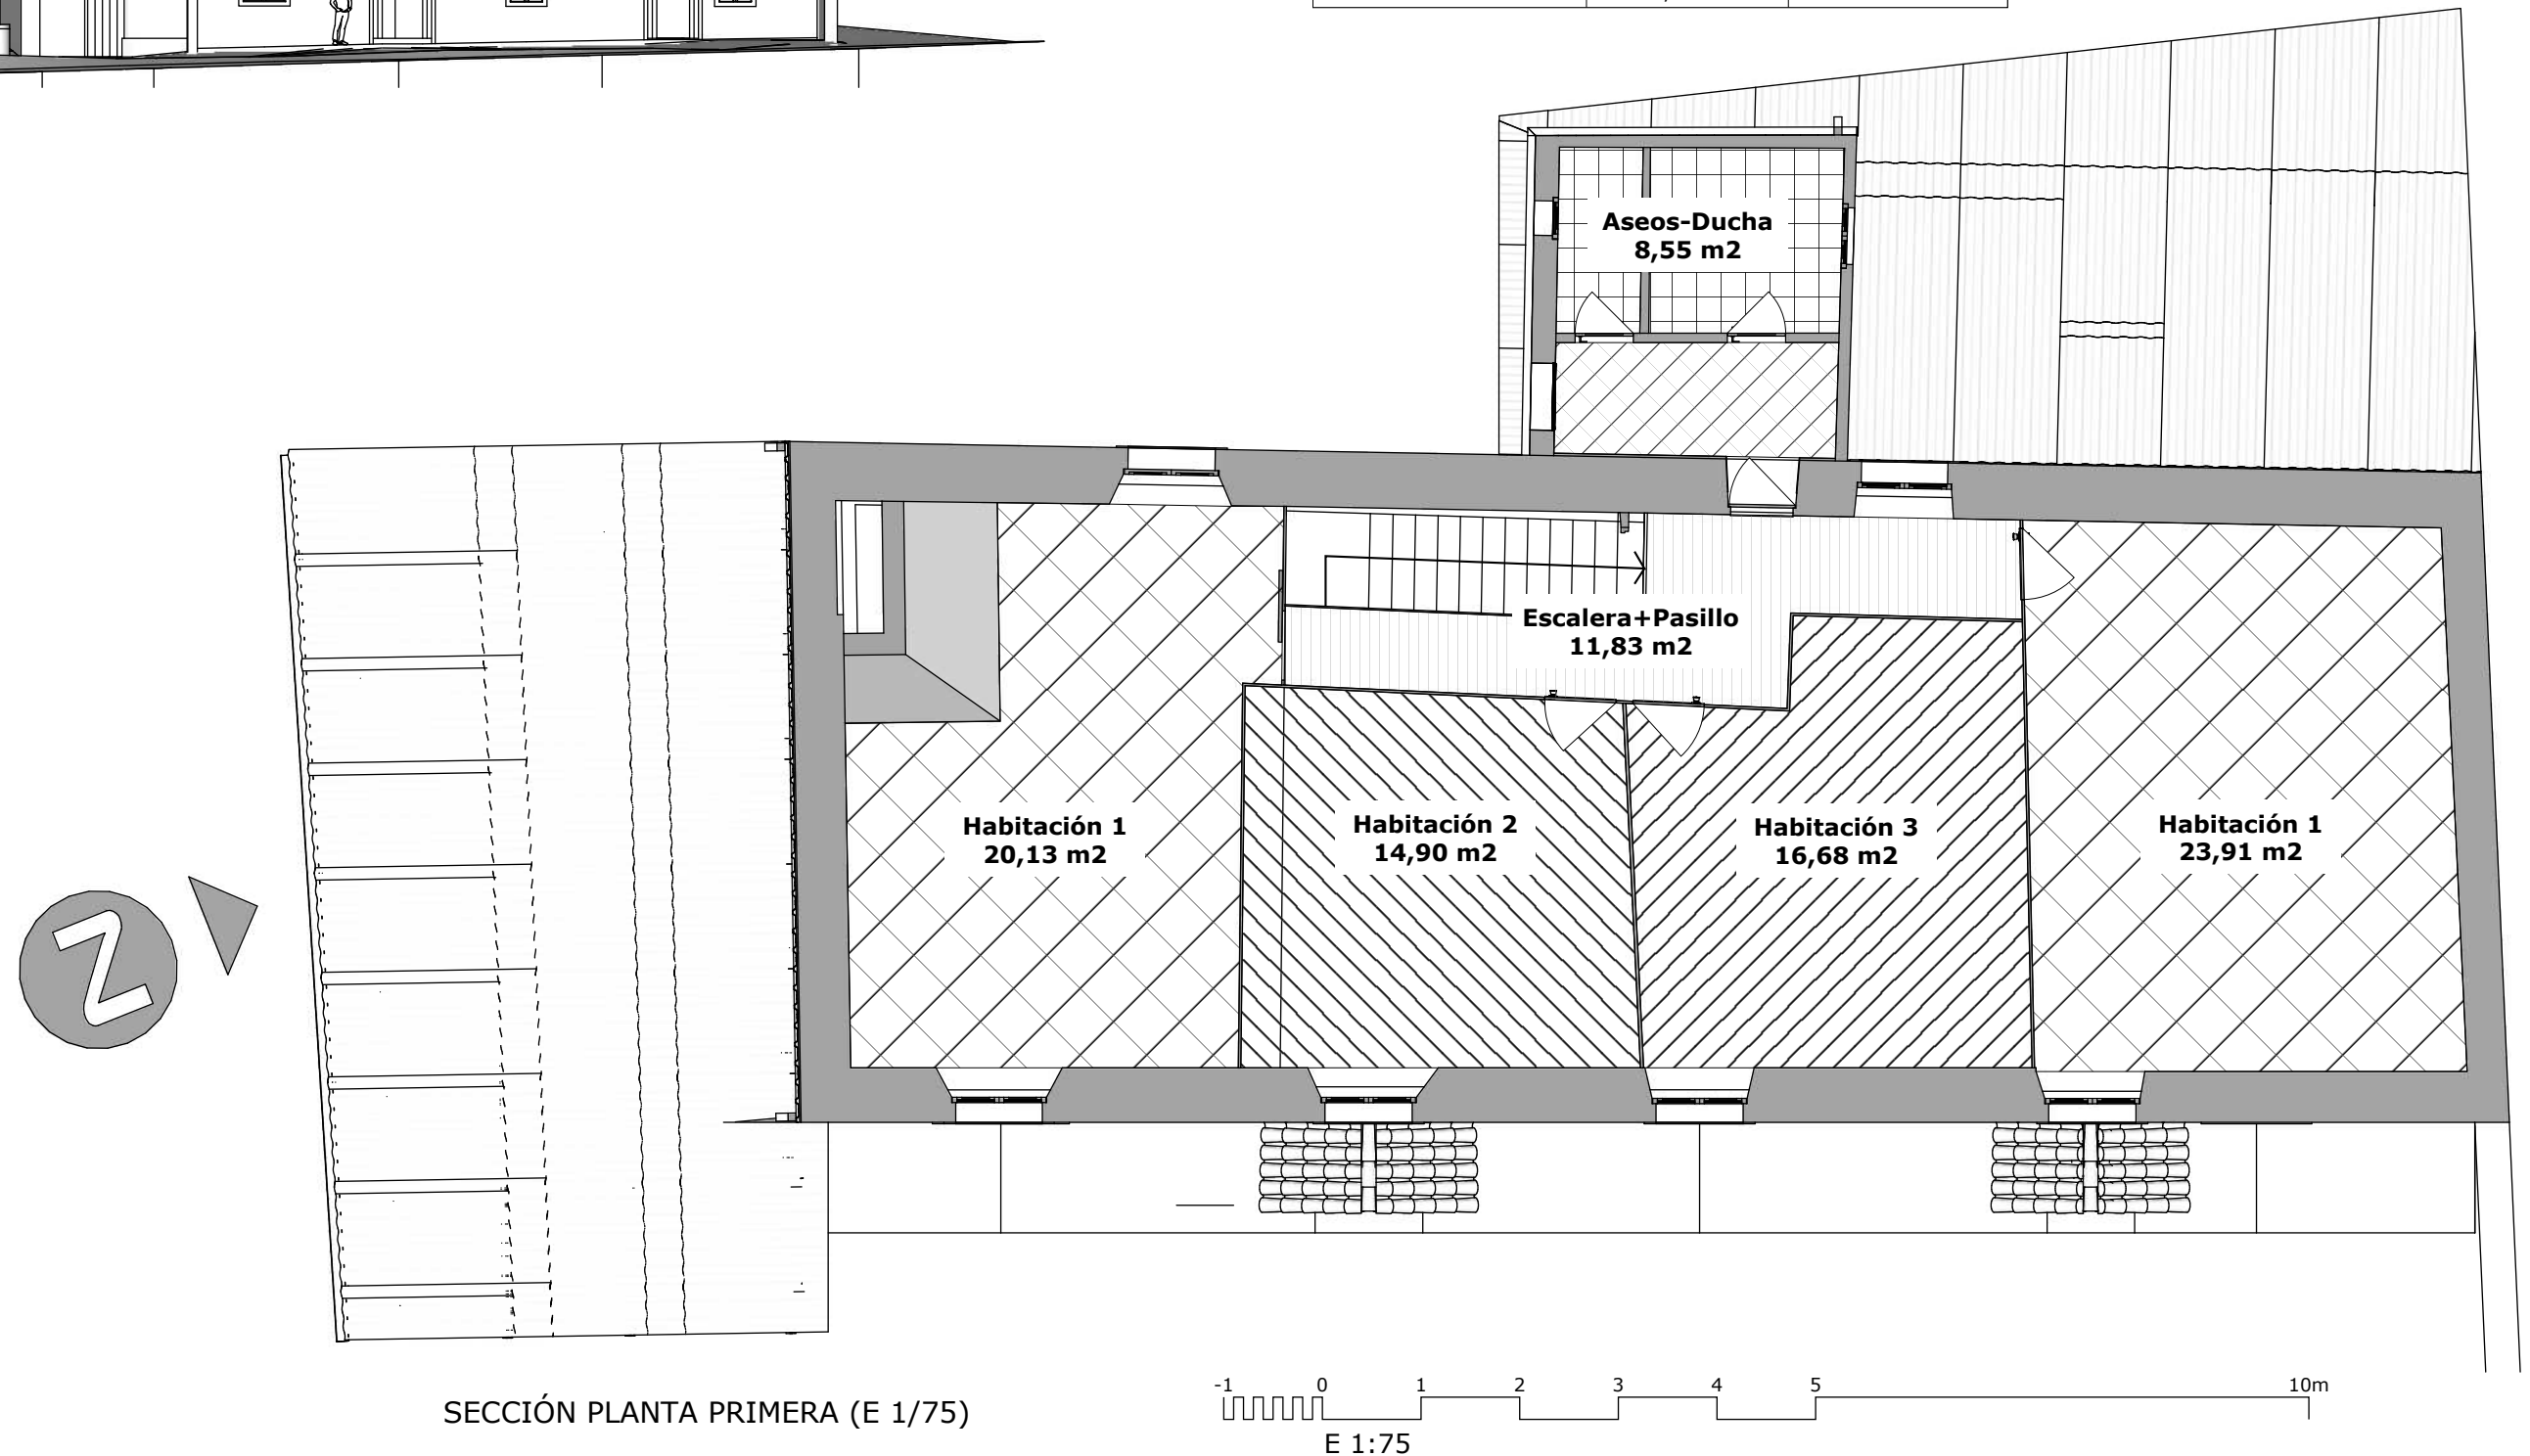 Aseos-Ducha
8,55 m2
Escalera+Pasillo
11,83 m2
Habitación 1
20,13 m2
Habitación 2
14,90 m2
Habitación 3
16,68 m2
Habitación 1
23,91 m2
N
SECCIÓN PLANTA PRIMERA (E 1/75)
-1 0 1 2 3 4 5 10m
E 1:75